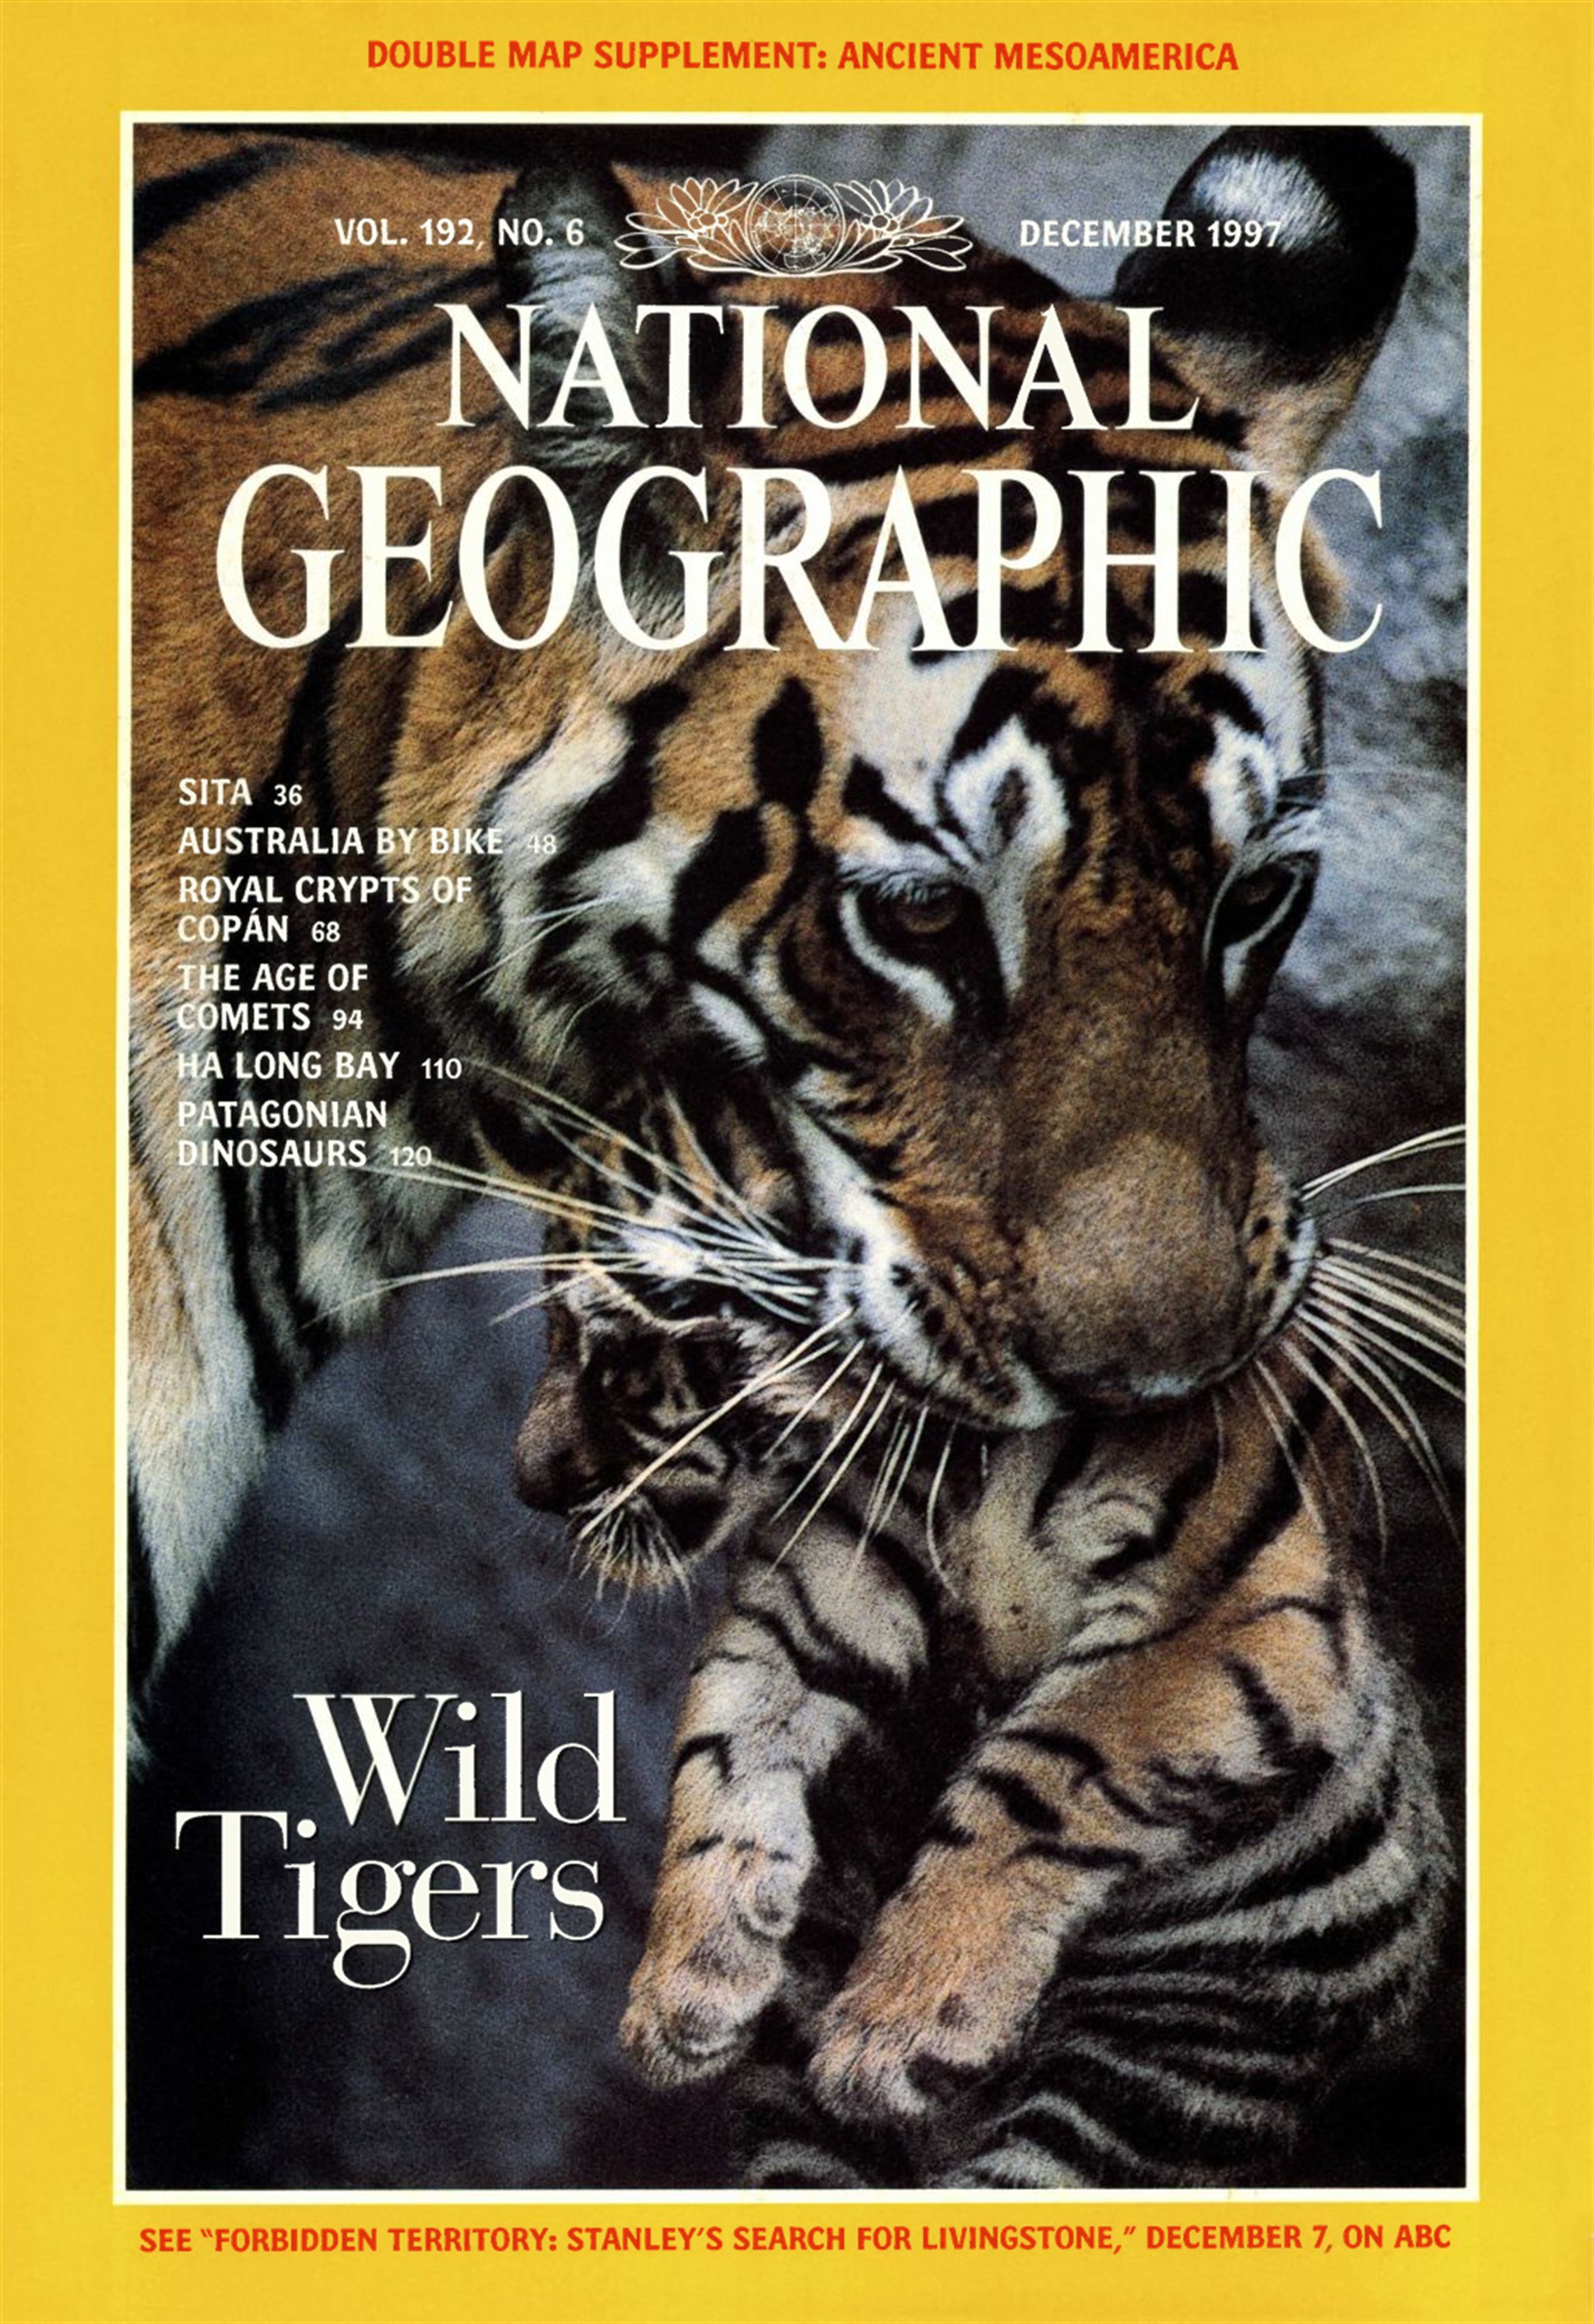 DOUBLE MAP SUPPLEMENT: ANCIENT MESOAMERICA
VOL. 192, NO. 6
DECEMBER 1997
NATIONAL
GEOGRAPHIC
SITA 36
AUSTRALIA BY BIKE 48
ROYAL CRYPTS OF
COPÁN 68
THE AGE OF
COMETS 94
HA LONG BAY 110
PATAGONIAN
DINOSAURS 120
Wild
Tigers
SEE "FORBIDDEN TERRITORY: STANLEY'S SEARCH FOR LIVINGSTONE," DECEMBER 7, ON ABC